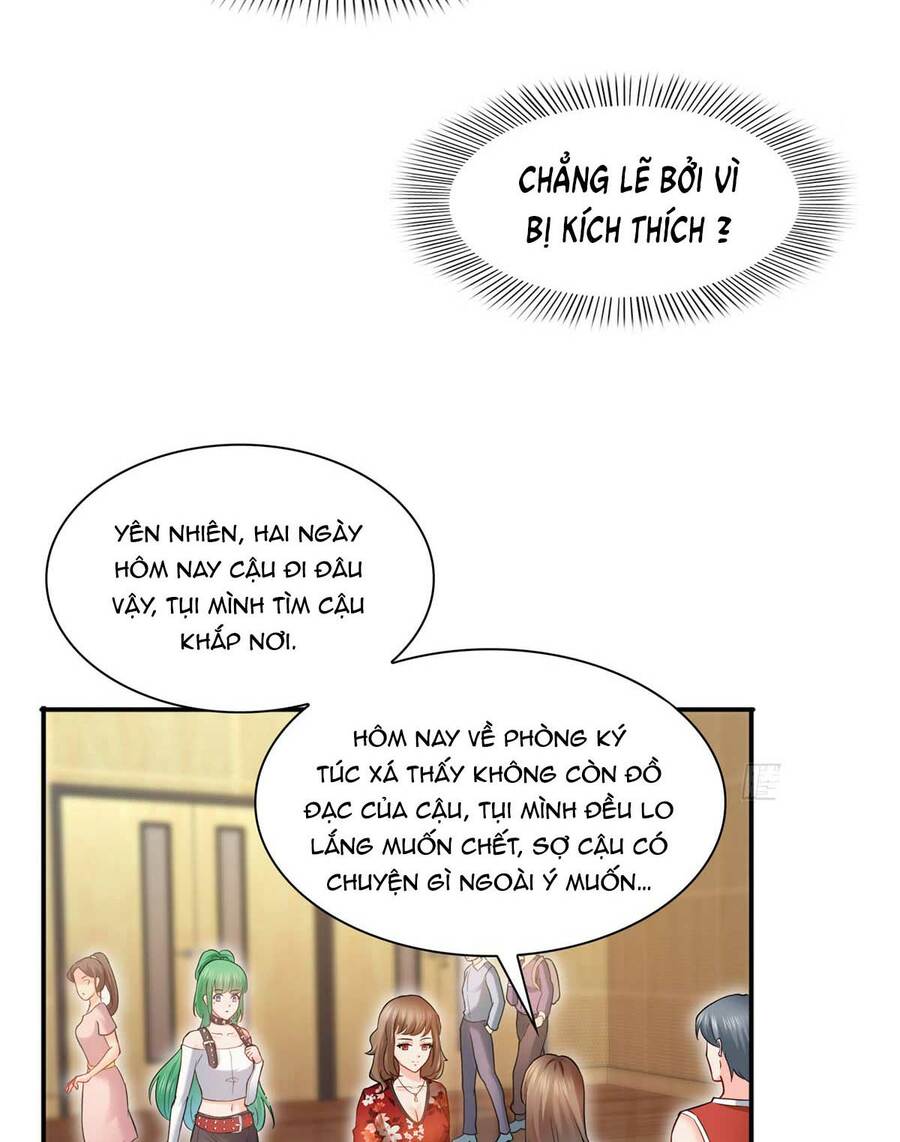 CHẲNG LẼ BỞI VÌ
BỊ KÍCH THÍCH ?
YÊN NHIÊN, HAI NGÀY
HÔM NAY CẬU ĐI ĐÂU
VẬY, TỤI MÌNH TÌM CẬU
KHẮP NƠI.
HÔM NAY VỀ PHÒNG KÝ
TÚC XÁ THẤY KHÔNG CÒN ĐỒ
ĐẠC CỦA CẬU, TỤI MÌNH ĐỀU LO
LẮNG MUỐN CHẾT, SỢ CẬU CÓ
CHUYỆN GÌ NGOÀI Ý MUỐN...